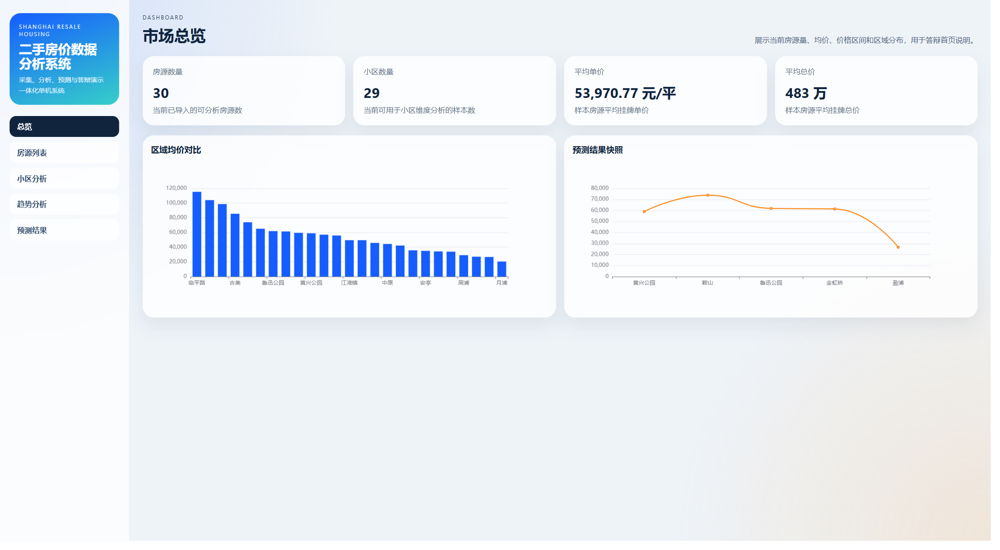 SHANGHAI RESALE
HOUSING
二手房价数据
分析系统
采集、分析、预测与答辩演示
一体化单机系统
总览
房源列表
小区分析
趋势分析
预测结果
DASHBOARD
市场总览
展示当前房源量、均价、价格区间和区域分布，用于答辩首页说明。
房源数量
30
当前已导入的可分析房源数
小区数量
29
当前可用于小区维度分析的样本数
平均单价
53,970.77 元/平
样本房源平均挂牌单价
平均总价
483 万
样本房源平均挂牌总价
区域均价对比
120,000
100,000
80,000
60,000
40,000
20,000
0
临平路 古美 鲁迅公园 黄兴公园 江湾镇 中原 安亭 周浦 月浦
预测结果快照
80,000
70,000
60,000
50,000
40,000
30,000
20,000
10,000
0
黄兴公园 鞍山 鲁迅公园 金虹桥 盈浦